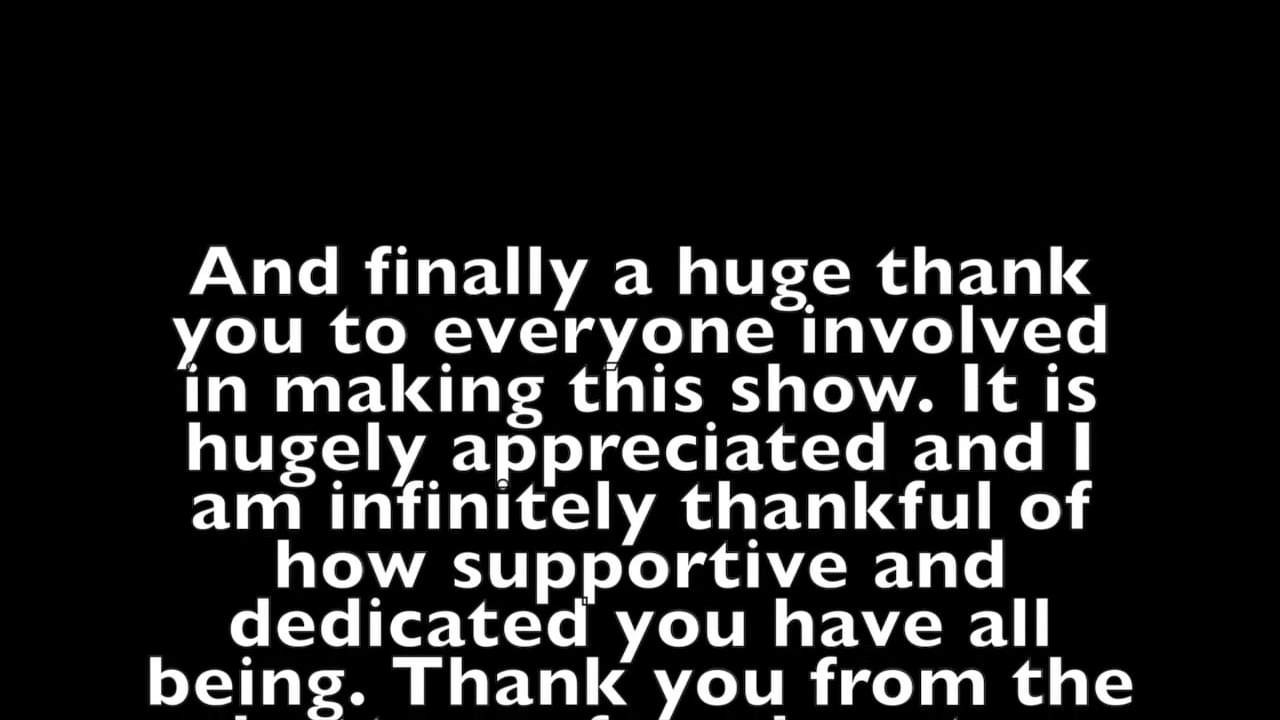 And finally a huge thank
you to everyone involved
in making this show. It is
hugely appreciated and I
am infinitely thankful of
how supportive and
dedicated you have all
being. Thank you from the